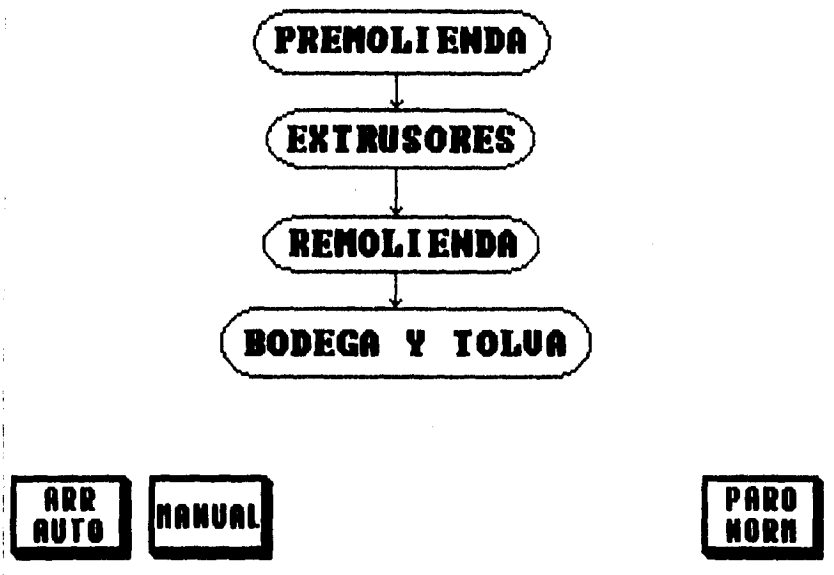 PREMOLIENDA
EXTRUSORES
REMOLIENDA
BODEGA Y TOLVA
ARR
AUTO
MANUAL
PARO
NORM